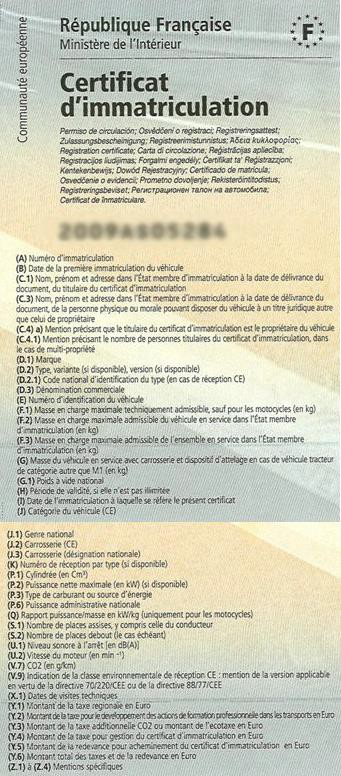 Communauté européenne
République Française
Ministère de l'Intérieur
F
Certificat
d'immatriculation
Permiso de circulación; Osvědčení o registraci; Registreringsattest;
Zulassungsbescheinigung; Registreerimistunnistus; Άδεια κυκλοφορίας;
Registration certificate; Carta di circolazione; Reģistrācijas apliecība;
Registracijos liudijimas; Forgalmi engedély; Ċertifikat ta' Reġistrazzjoni;
Kentekenbewijs; Dowód Rejestracyjny; Certificado de matrícula;
Osvedčenie o evidencii; Prometno dovoljenje; Rekisteröintitodistus;
Registreringsbeviset; Регистрационен талон на автомобила;
Certificat de înmatriculare.
2009AS05284
(A) Numéro d'immatriculation
(B) Date de la première immatriculation du véhicule
(C.1) Nom, prénom et adresse dans l'État membre d'immatriculation à la date de délivrance du
document, du titulaire du certificat d'immatriculation
(C.3) Nom, prénom et adresse dans l'État membre d'immatriculation à la date de délivrance du
document, de la personne physique ou morale pouvant disposer du véhicule à un titre juridique autre
que celui de propriétaire
(C.4) a) Mention précisant que le titulaire du certificat d'immatriculation est le propriétaire du véhicule
(C.4.1) Mention précisant le nombre de personnes titulaires du certificat d'immatriculation, dans
le cas de multi-propriété
(D.1) Marque
(D.2) Type, variante (si disponible), version (si disponible)
(D.2.1) Code national d'identification du type (en cas de réception CE)
(D.3) Dénomination commerciale
(E) Numéro d'identification du véhicule
(F.1) Masse en charge maximale techniquement admissible, sauf pour les motocycles (en kg)
(F.2) Masse en charge maximale admissible du véhicule en service dans l'État membre
d'immatriculation (en kg)
(F.3) Masse en charge maximale admissible de l'ensemble en service dans l'État membre
d'immatriculation (en kg)
(G) Masse du véhicule en service avec carrosserie et dispositif d'attelage en cas de véhicule tracteur
de catégorie autre que M1 (en kg)
(G.1) Poids à vide national
(H) Période de validité, si elle n'est pas illimitée
(I) Date de l'immatriculation à laquelle se réfère le présent certificat
(J) Catégorie du véhicule (CE)
(J.1) Genre national
(J.2) Carrosserie (CE)
(J.3) Carrosserie (désignation nationale)
(K) Numéro de réception par type (si disponible)
(P.1) Cylindrée (en Cm³)
(P.2) Puissance nette maximale (en kW) (si disponible)
(P.3) Type de carburant ou source d'énergie
(P.6) Puissance administrative nationale
(Q) Rapport puissance/masse en kW/kg (uniquement pour les motocycles)
(S.1) Nombre de places assises, y compris celle du conducteur
(S.2) Nombre de places debout (le cas échéant)
(U.1) Niveau sonore à l'arrêt [en dB(A)]
(U.2) Vitesse du moteur (en min ⁻¹)
(V.7) CO2 (en g/km)
(V.9) Indication de la classe environnementale de réception CE : mention de la version applicable
en vertu de la directive 70/220/CEE ou de la directive 88/77/CEE
(X.1) Dates de visites techniques
(Y.1) Montant de la taxe régionale en Euro
(Y.2) Montant de la taxe pour le développement des actions de formation professionnelle dans les transports en Euro
(Y.3) Montant de la taxe additionnelle CO2 ou montant de l'ecotaxe en Euro
(Y.4) Montant de la taxe pour gestion du certificat d'immatriculation en Euro
(Y.5) Montant de la redevance pour acheminement du certificat d'immatriculation en Euro
(Y.6) Montant total des taxes et de la redevance en Euro
(Z.1) à (Z.4) Mentions spécifiques